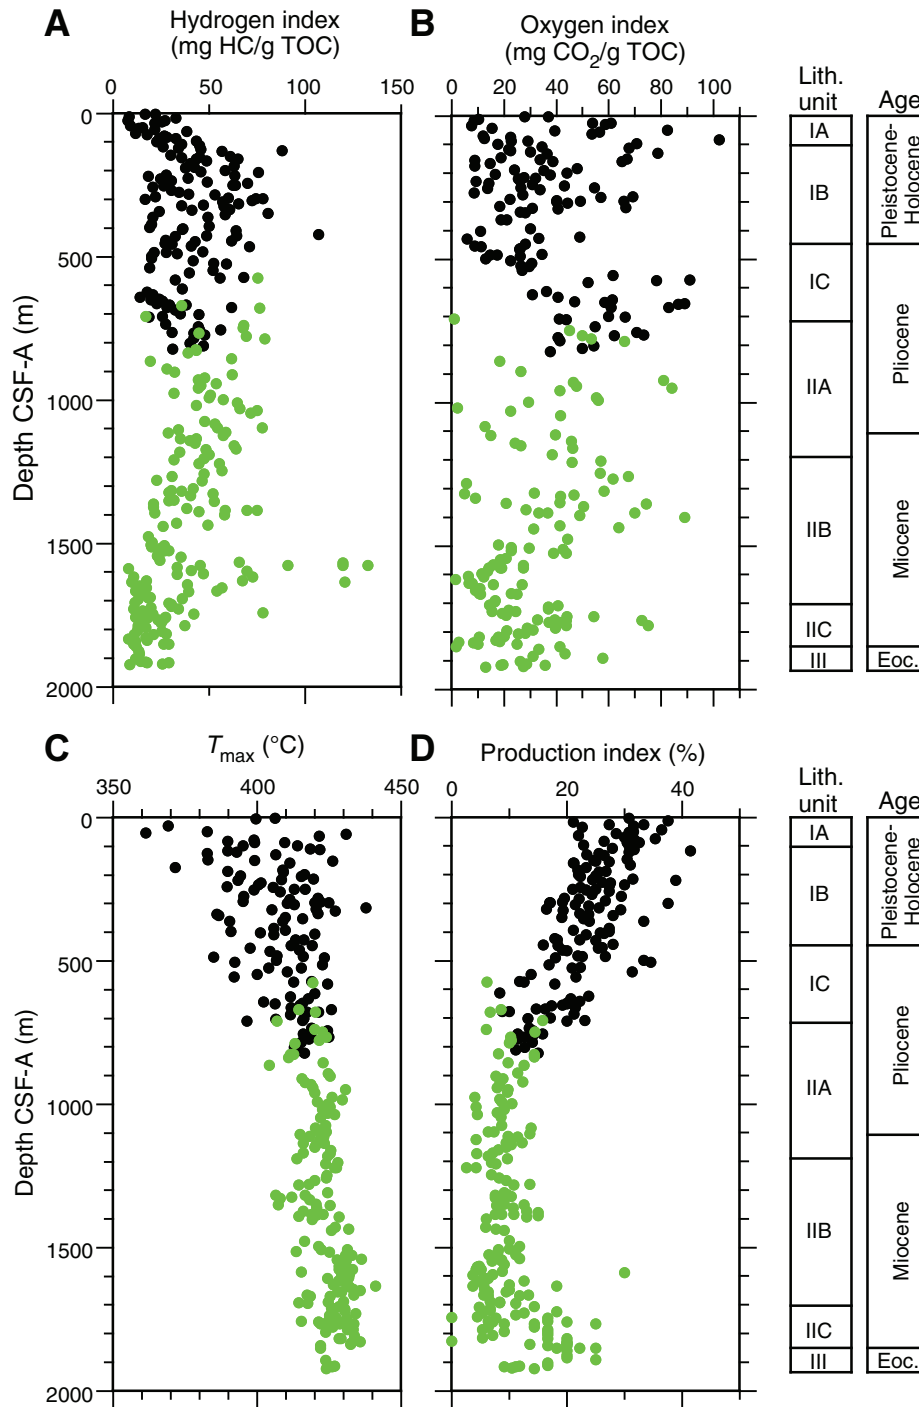 A
Hydrogen index
(mg HC/g TOC)
0 50 100 150
B
Oxygen index
(mg CO2/g TOC)
0 20 40 60 80 100
Lith.
unit
Age
Depth CSF-A (m)
0
500
1000
1500
2000
IA
IB
IC
IIA
IIB
IIC
III
Pleistocene-
Holocene
Pliocene
Miocene
Eoc.
C
Tmax (°C)
350 400 450
D
Production index (%)
0 20 40
Lith.
unit
Age
Depth CSF-A (m)
0
500
1000
1500
2000
IA
IB
IC
IIA
IIB
IIC
III
Pleistocene-
Holocene
Pliocene
Miocene
Eoc.